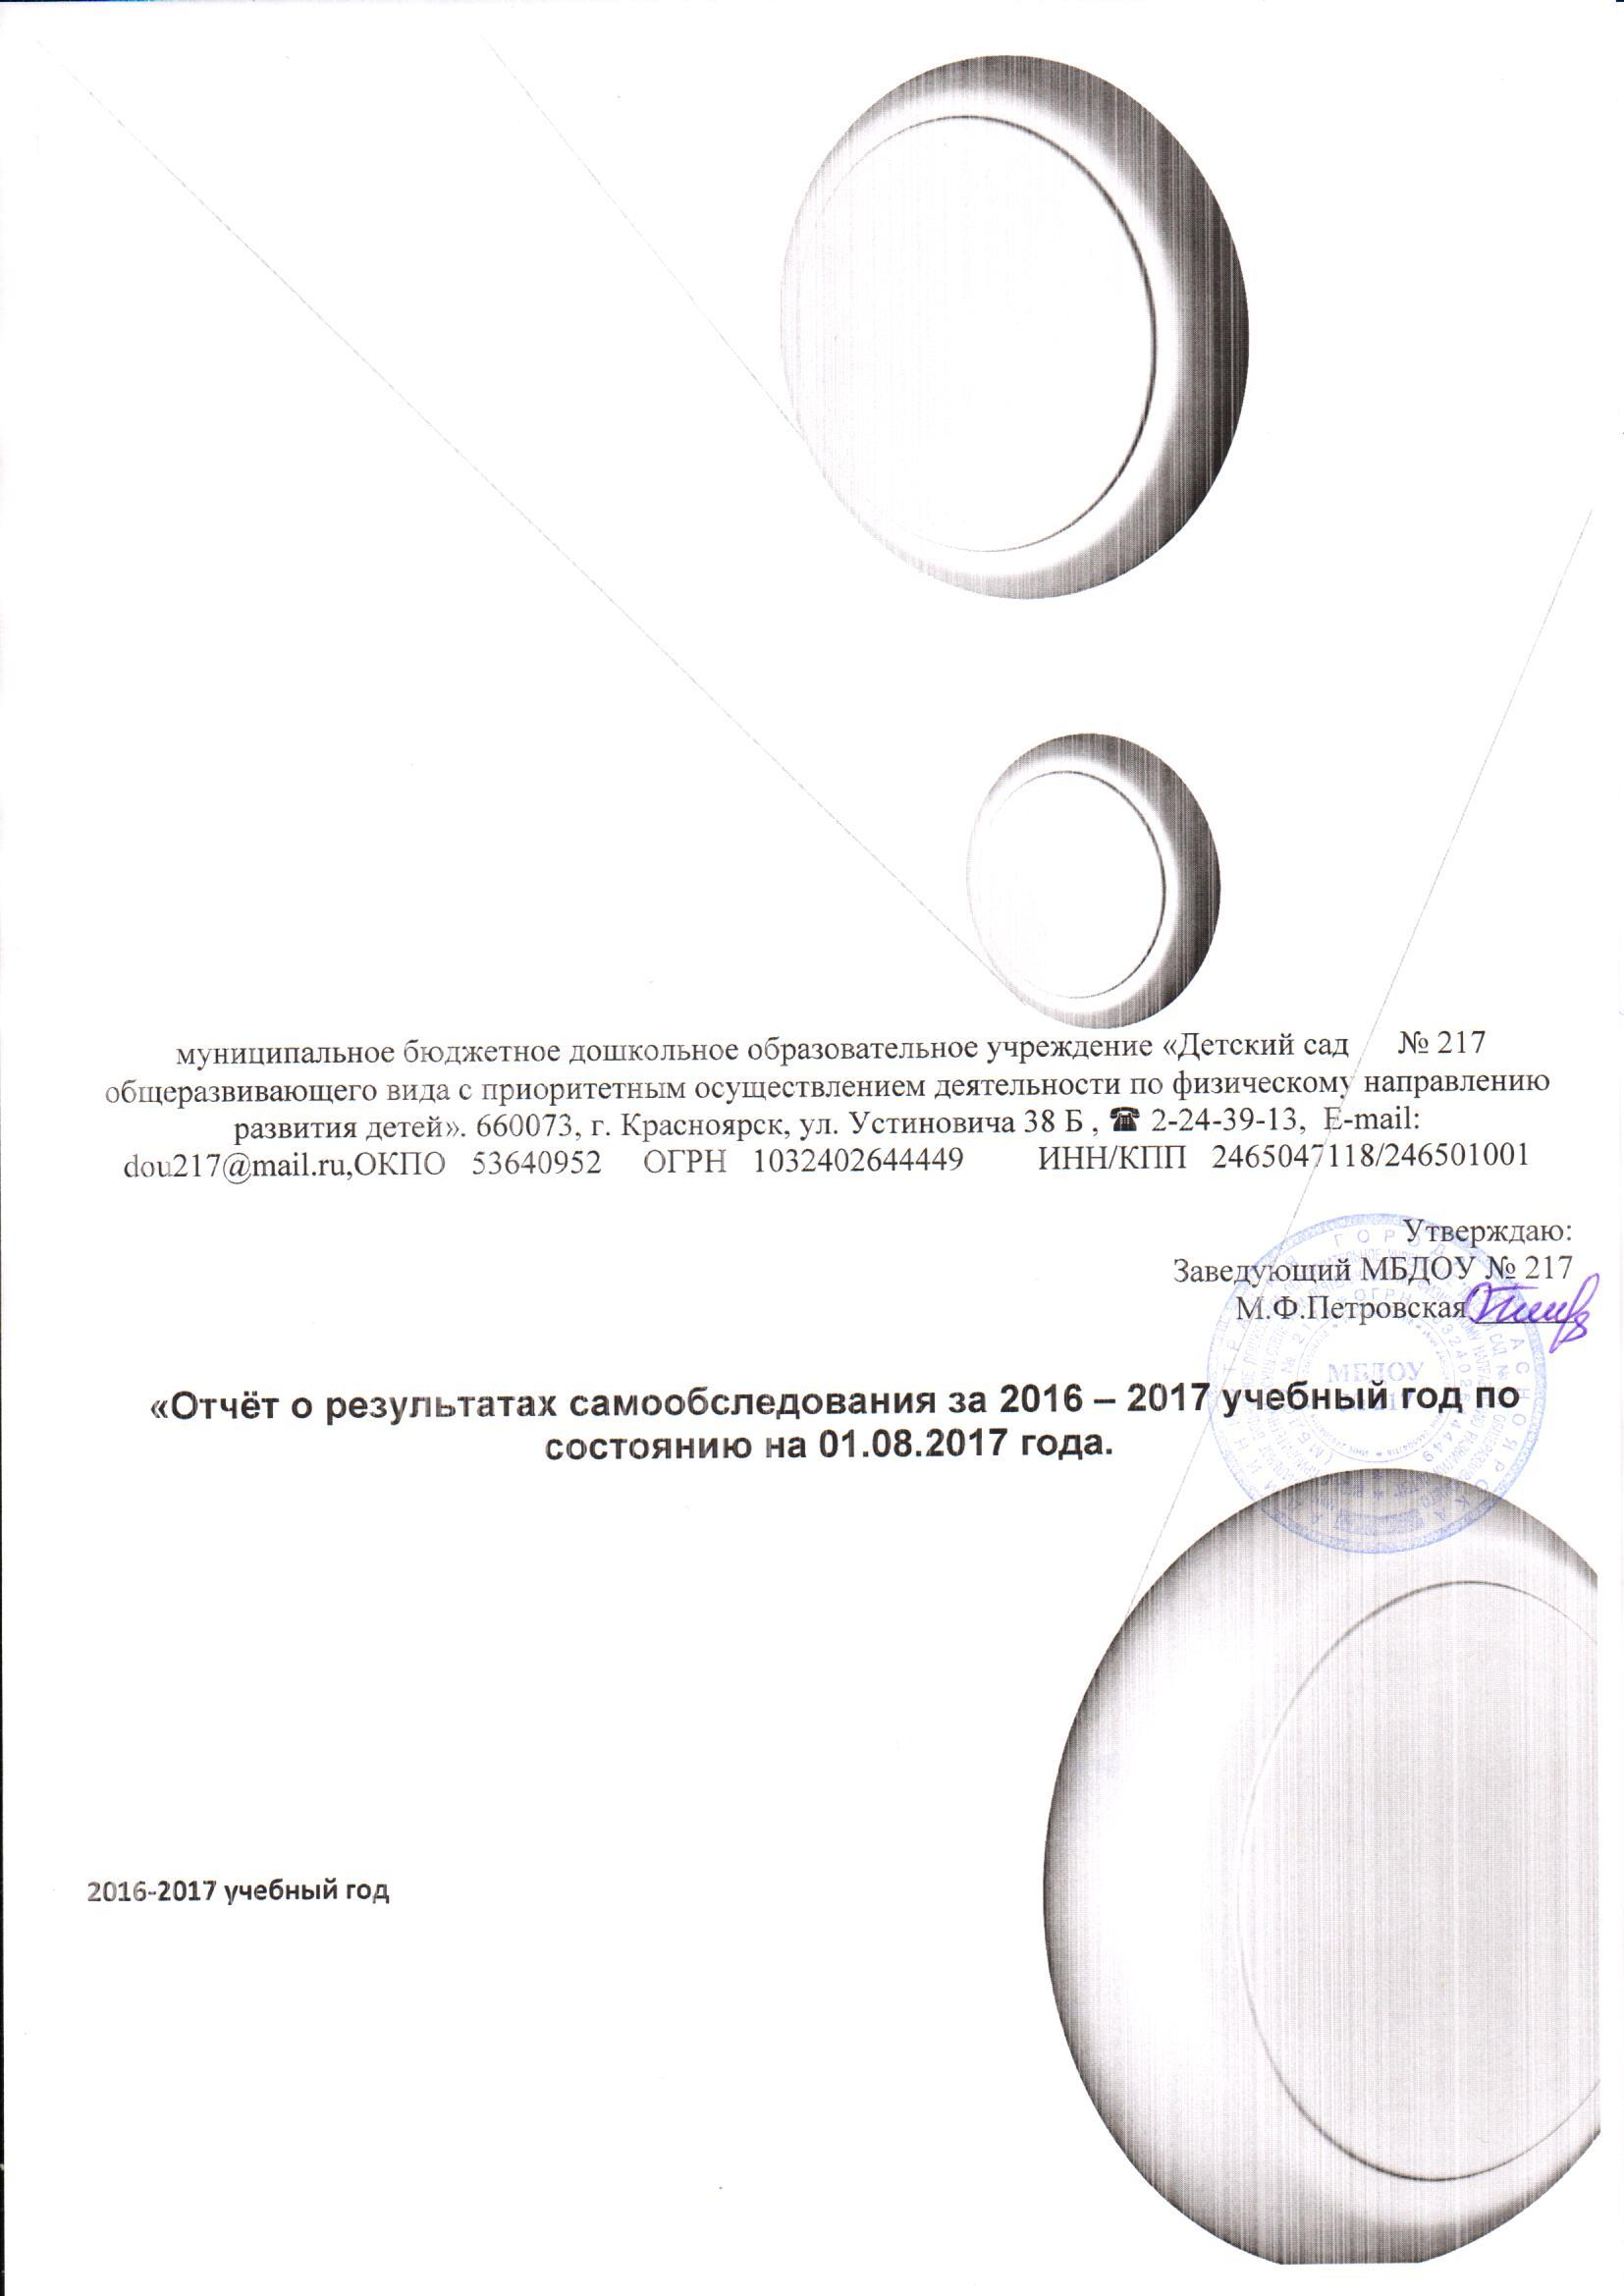 муниципальное бюджетное дошкольное образовательное учреждение «Детский сад № 217
общеразвивающего вида с приоритетным осуществлением деятельности по физическому направлению
развития детей». 660073, г. Красноярск, ул. Устиновича 38 Б , ☎ 2-24-39-13, E-mail:
dou217@mail.ru,ОКПО 53640952 ОГРН 1032402644449 ИНН/КПП 2465047118/246501001
Утверждаю:
Заведующий МБДОУ № 217
М.Ф.Петровская
МБДОУ
«Отчёт о результатах самообследования за 2016 – 2017 учебный год по
состоянию на 01.08.2017 года.
2016-2017 учебный год